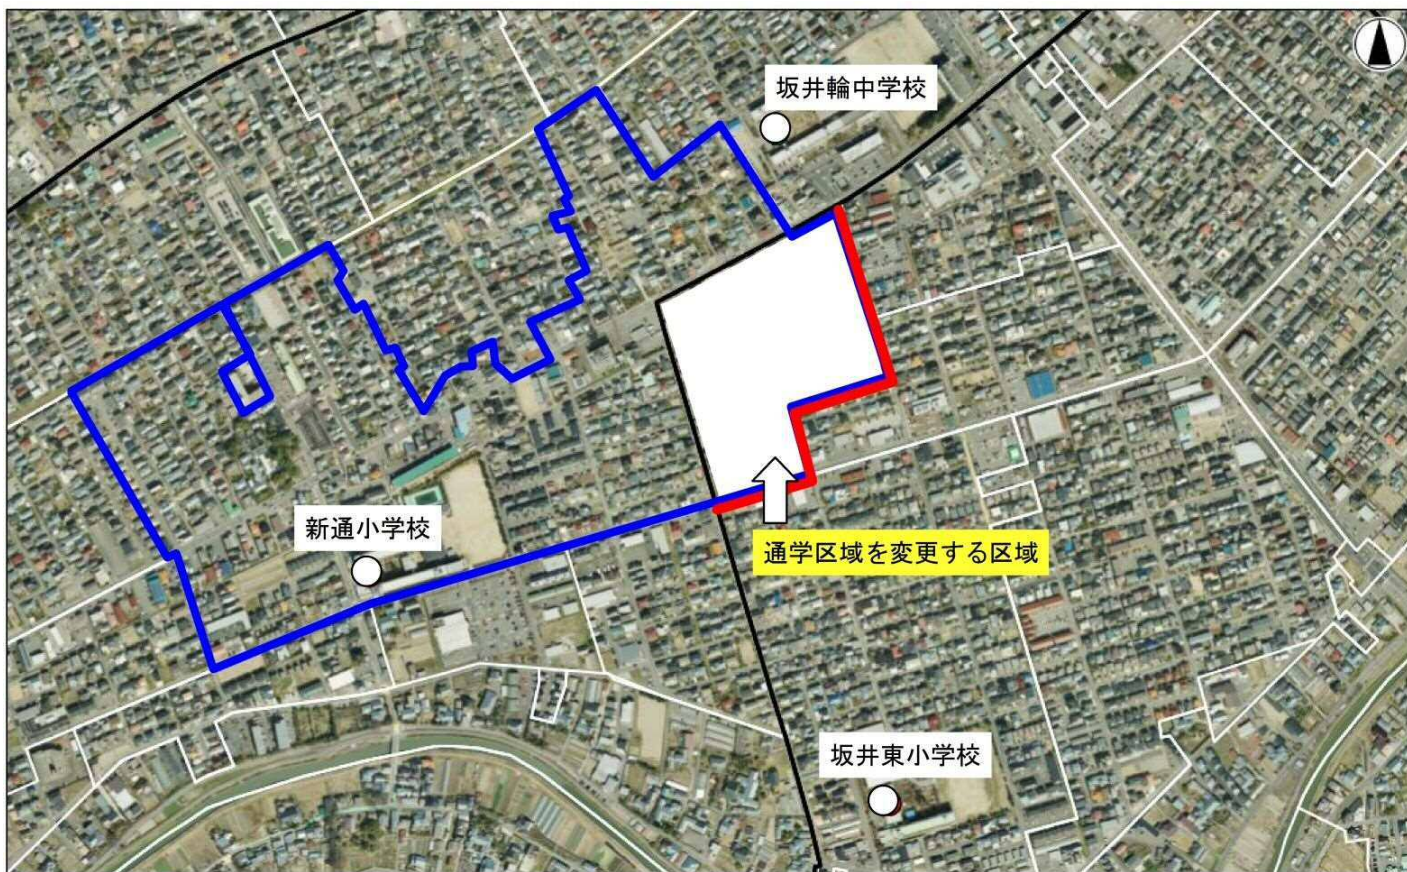 坂井輪中学校
新通小学校
通学区域を変更する区域
坂井東小学校